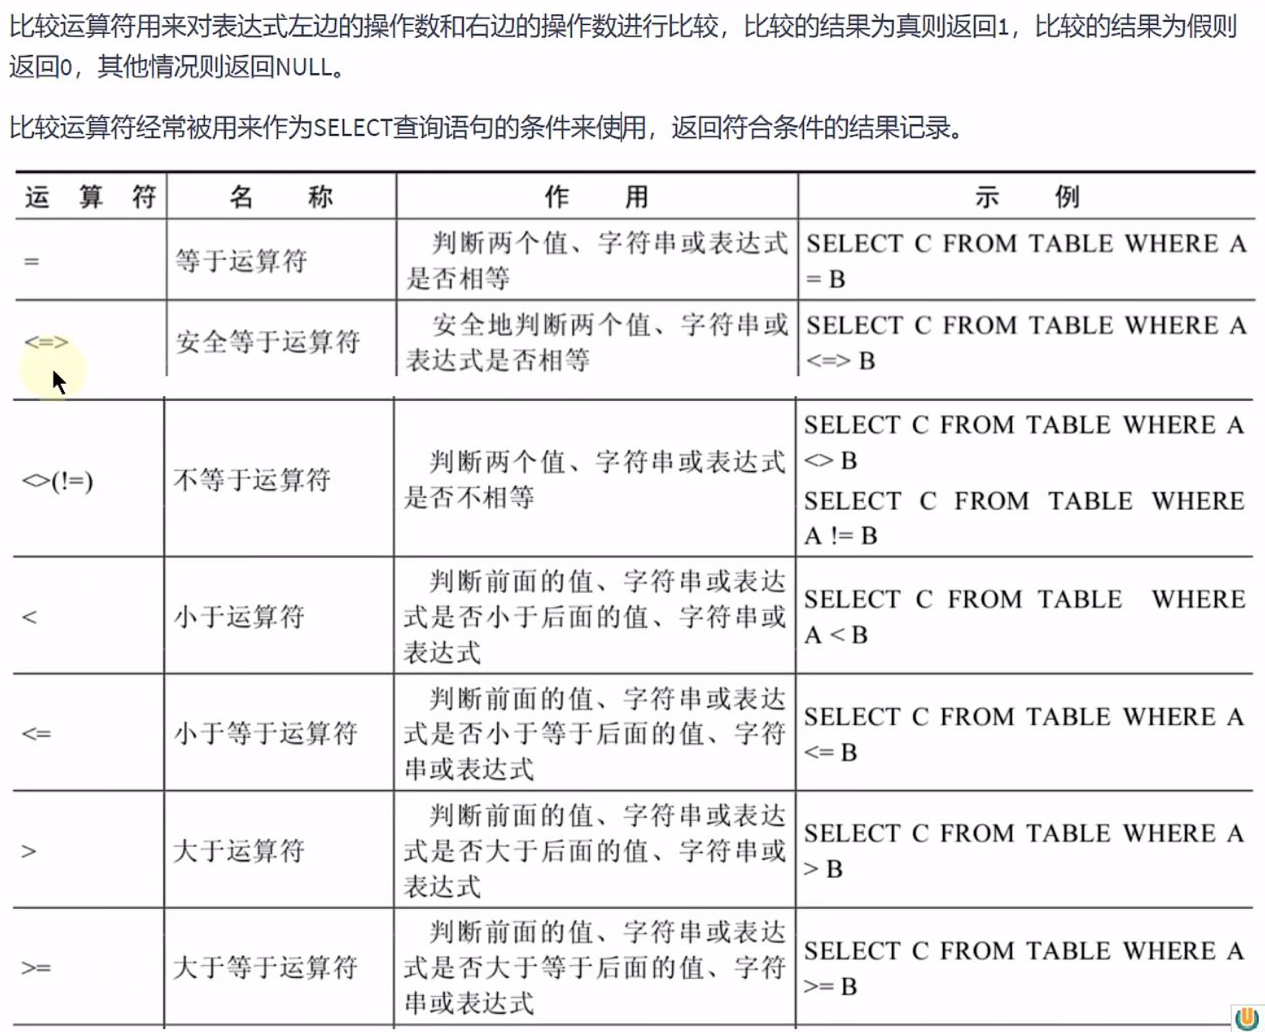 比较运算符用来对表达式左边的操作数和右边的操作数进行比较，比较的结果为真则返回1，比较的结果为假则
返回0，其他情况则返回NULL。
比较运算符经常被用来作为SELECT查询语句的条件来使用，返回符合条件的结果记录。
运 算 符 名 称 作 用 示 例
= 等于运算符 判断两个值、字符串或表达式
是否相等
SELECT C FROM TABLE WHERE A
= B
<=> 安全等于运算符 安全地判断两个值、字符串或
表达式是否相等
SELECT C FROM TABLE WHERE A
<=> B
<>(!=) 不等于运算符 判断两个值、字符串或表达式
是否不相等
SELECT C FROM TABLE WHERE A
<> B
SELECT C FROM TABLE WHERE
A != B
< 小于运算符 判断前面的值、字符串或表达
式是否小于后面的值、字符串或
表达式
SELECT C FROM TABLE WHERE
A < B
<= 小于等于运算符 判断前面的值、字符串或表达
式是否小于等于后面的值、字符
串或表达式
SELECT C FROM TABLE WHERE A
<= B
> 大于运算符 判断前面的值、字符串或表达
式是否大于后面的值、字符串或
表达式
SELECT C FROM TABLE WHERE A
> B
>= 大于等于运算符 判断前面的值、字符串或表达
式是否大于等于后面的值、字符
串或表达式
SELECT C FROM TABLE WHERE A
>= B